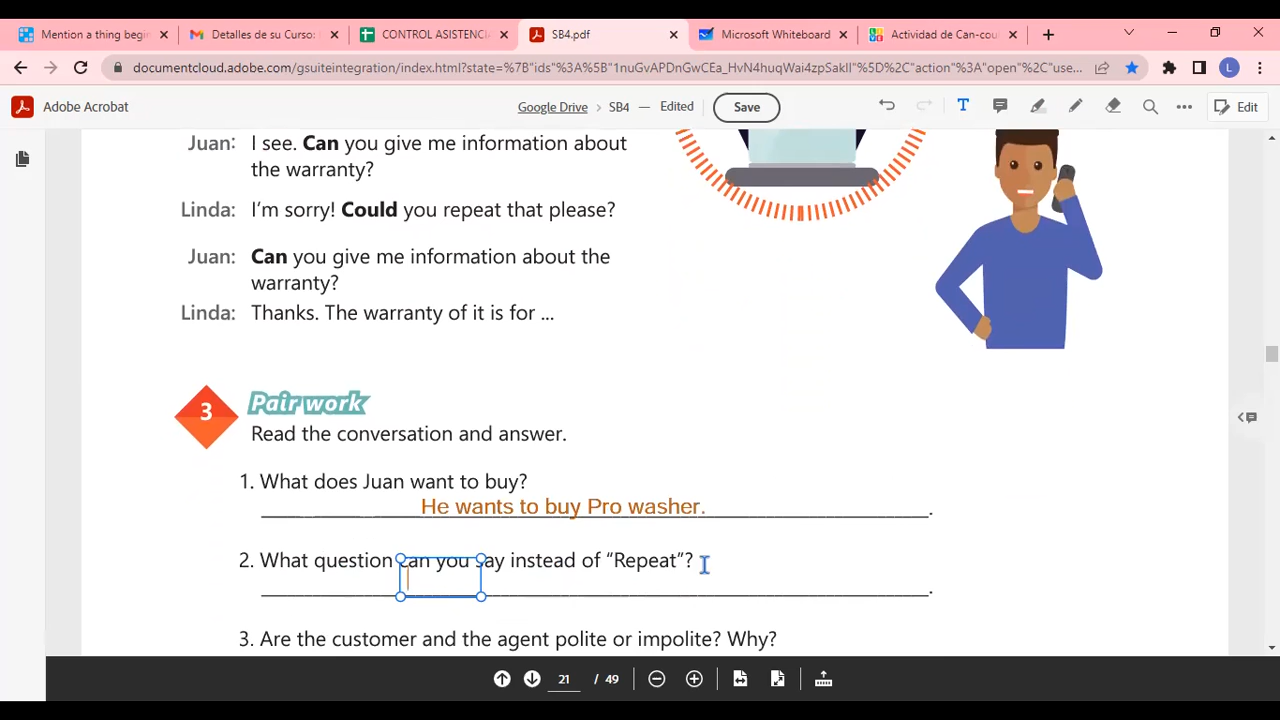 Mention a thing begin
Detalles de su Curso:
CONTROL ASISTENC
SB4.pdf
Microsoft Whiteboard
Actividad de Can-cou
documentcloud.adobe.com/gsuiteintegration/index.html?state=%7B"ids"%3A%5B"1nuGvAPDnGwCEa_HvN4huqWai4zpSakIl"%5D%2C"action"%3A"open"%2C"use...
L
Adobe Acrobat
Google Drive › SB4 — Edited
Save
T
Edit
Juan: I see. Can you give me information about
the warranty?
Linda: I'm sorry! Could you repeat that please?
Juan: Can you give me information about the
warranty?
Linda: Thanks. The warranty of it is for ...
3
Pair work
Read the conversation and answer.
1. What does Juan want to buy?
He wants to buy Pro washer.
2. What question can you say instead of “Repeat”?
3. Are the customer and the agent polite or impolite? Why?
21 / 49